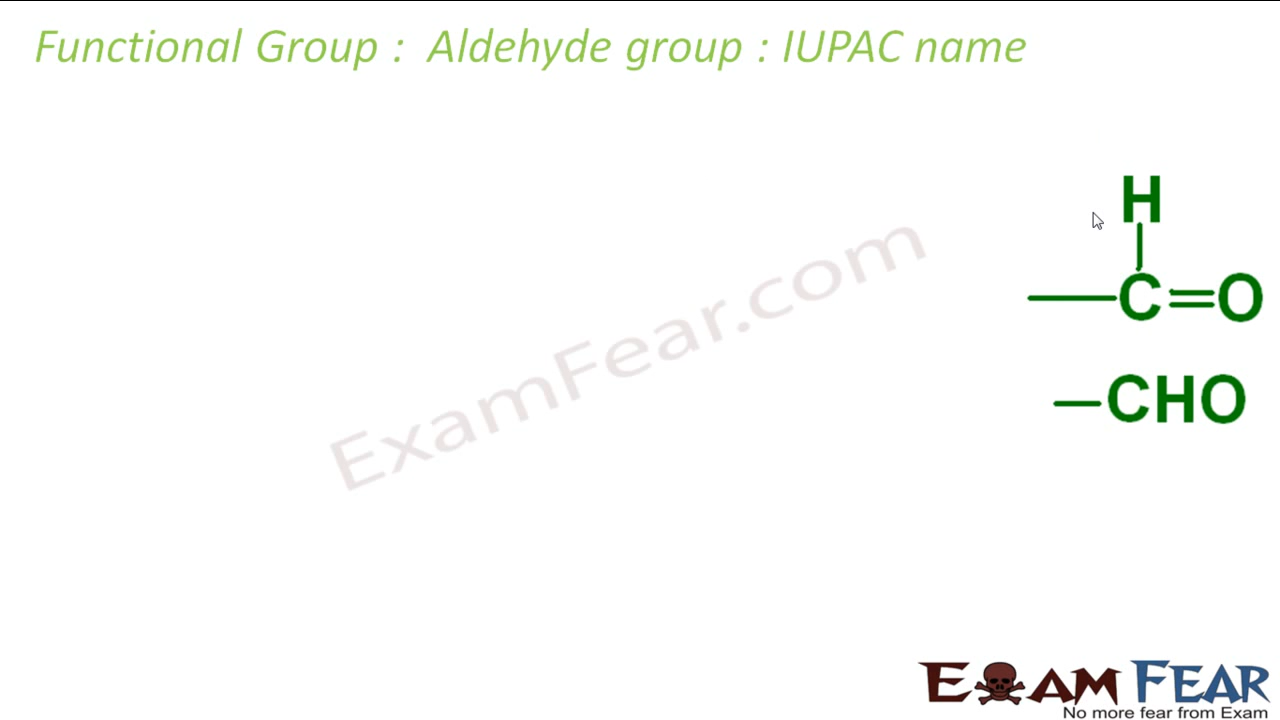 Functional Group : Aldehyde group : IUPAC name
H
C=O
–CHO
ExamFear.com
EXAMFEAR
No more fear from Exam